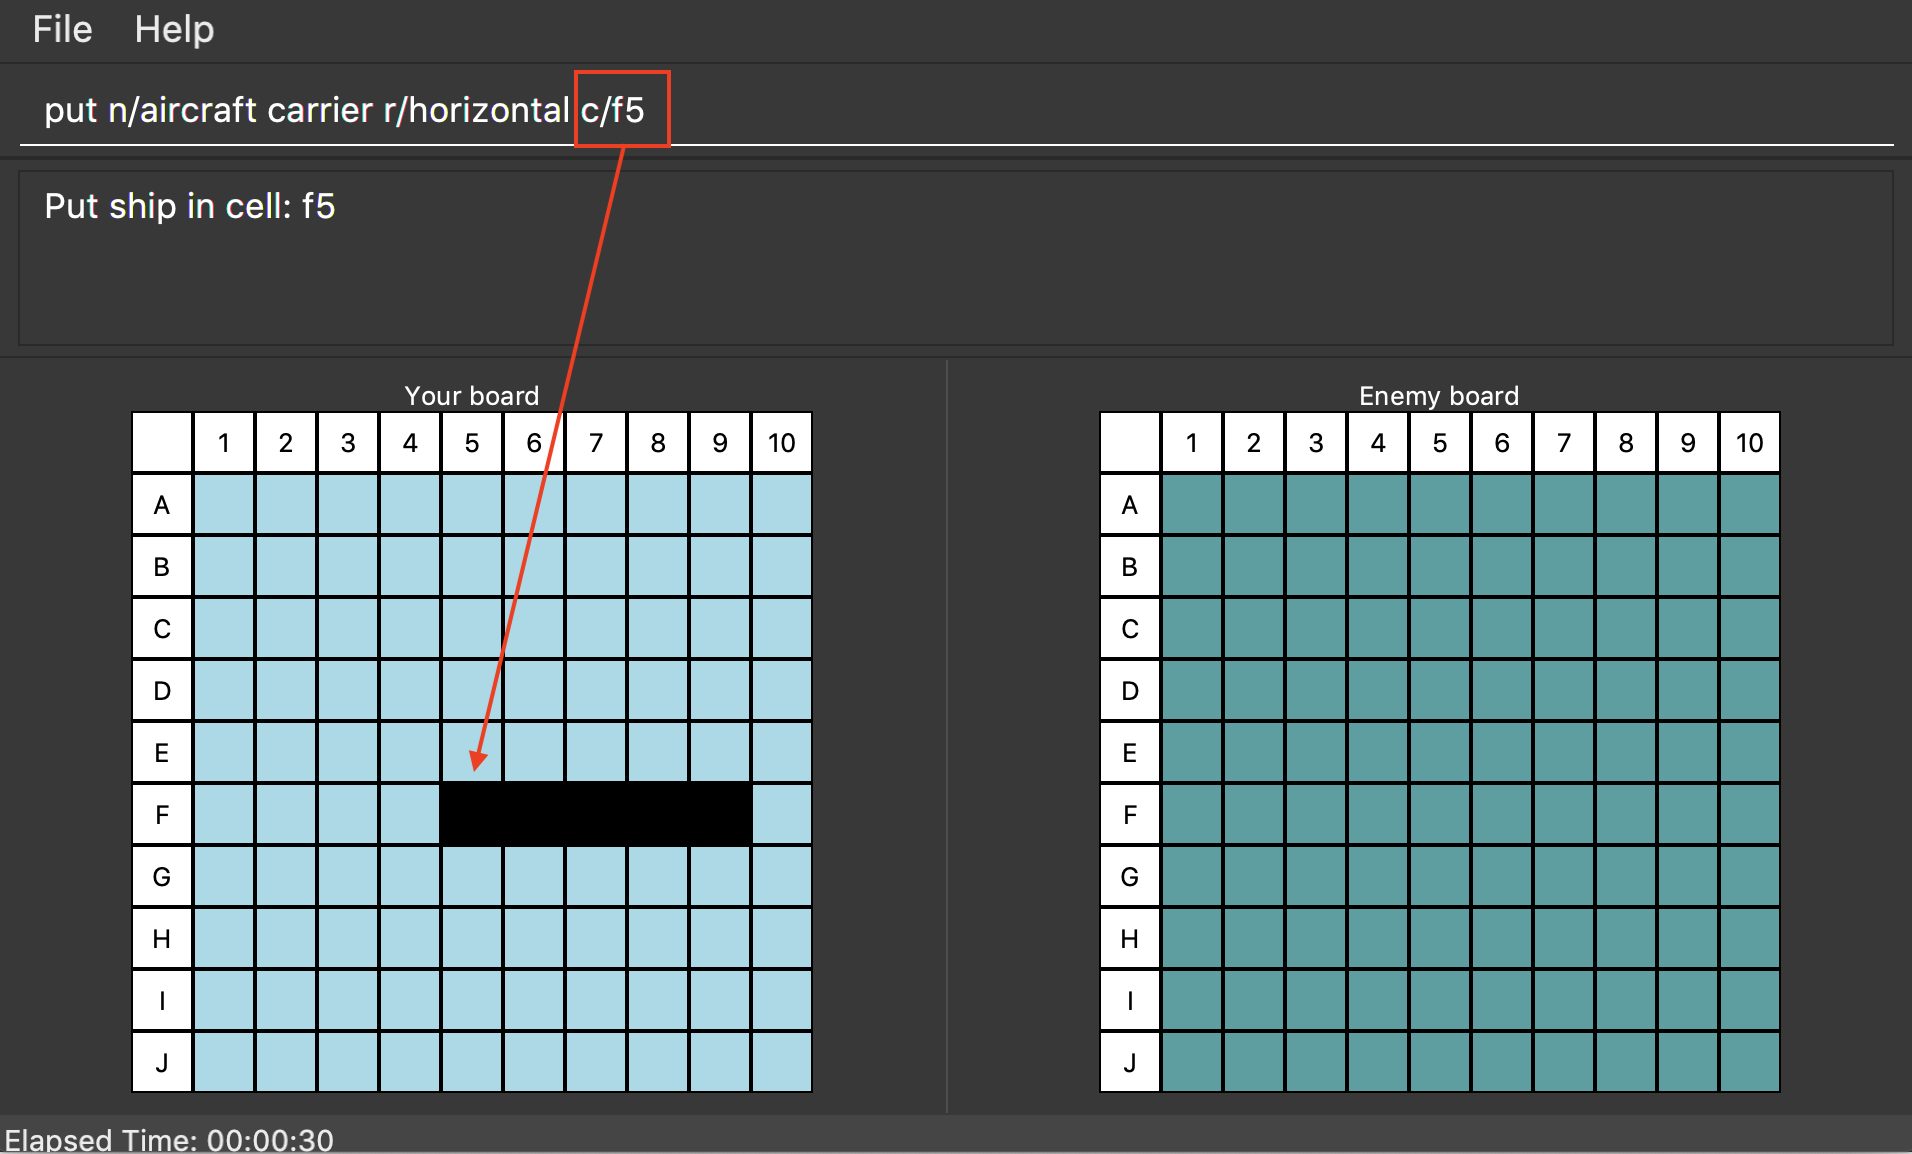 File Help
put n/aircraft carrier r/horizontal c/f5
Put ship in cell: f5
Your board
1 2 3 4 5 6 7 8 9 10
A
B
C
D
E
F
G
H
I
J
Enemy board
1 2 3 4 5 6 7 8 9 10
A
B
C
D
E
F
G
H
I
J
Elapsed Time: 00:00:30